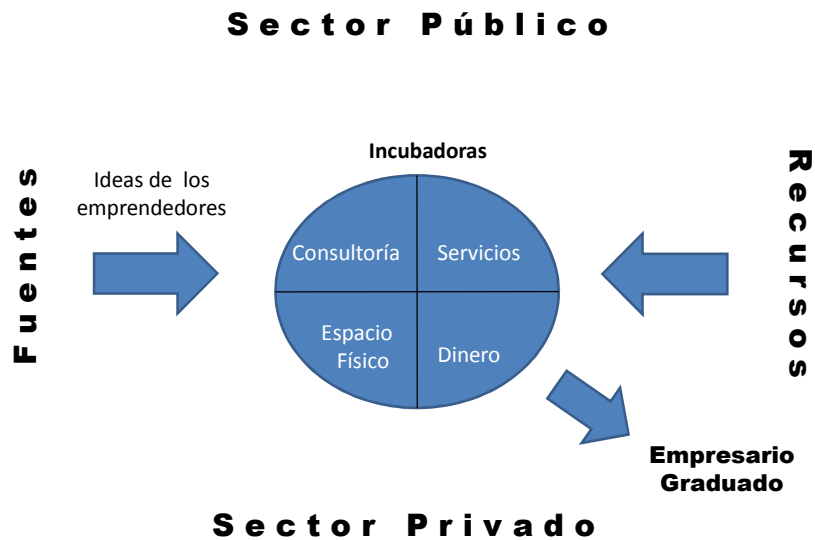 Sector Público
Incubadoras
Fuentes
Ideas de los
emprendedores
Consultoría
Servicios
Espacio
Físico
Dinero
Recursos
Empresario
Graduado
Sector Privado